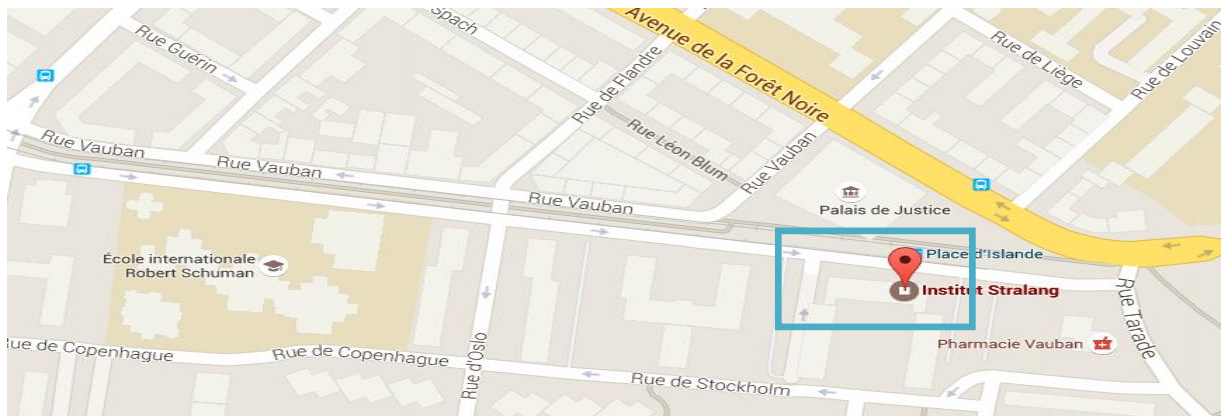 Spach
Avenue de la Forêt Noire
Rue de Louvain
Rue Guérin
Rue de Liège
Rue de Flandre
Rue Léon Blum
Rue Vauban
Rue Vauban
Rue Vauban
Rue Vauban
Palais de Justice
École internationale
Robert Schuman
Place d'Islande
Institut Stralang
Rue Tarade
Pharmacie Vauban
ue de Copenhague
Rue de Copenhague
Rue d'Oslo
Rue de Stockholm